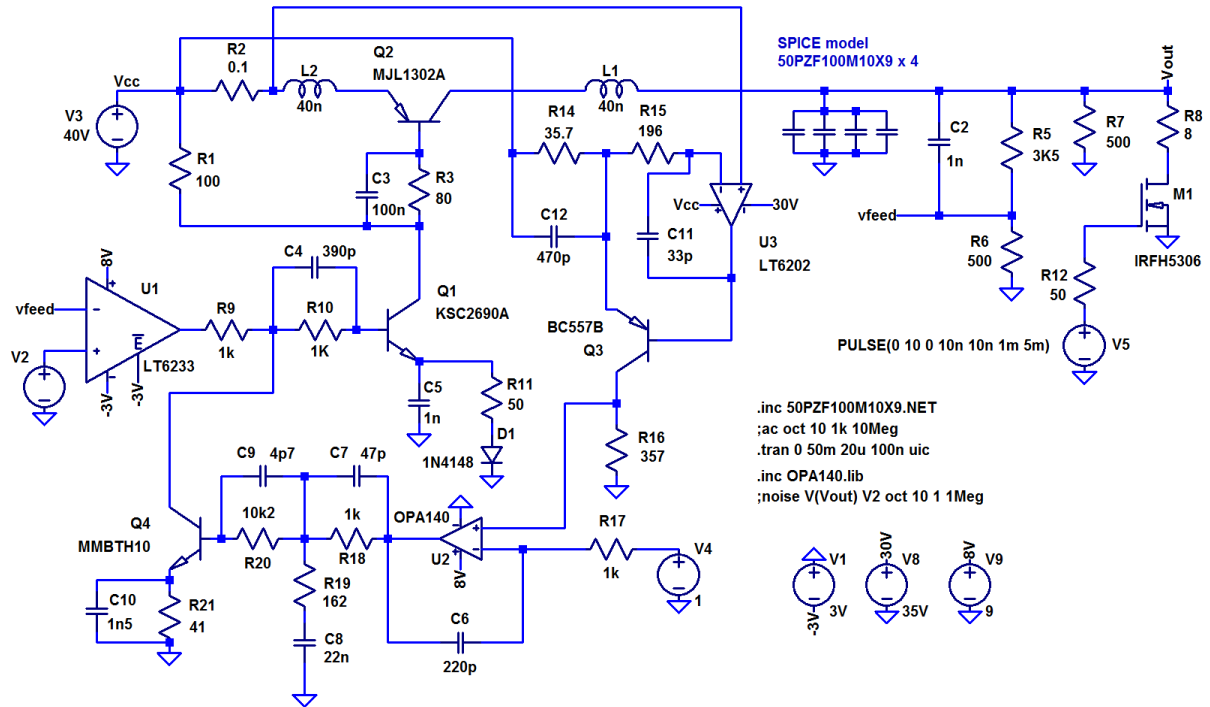 R2
0.1
Vcc
V3
40V
L2
40n
Q2
MJL1302A
L1
40n
SPICE model
50PZF100M10X9 x 4
Vout
R1
100
C3
100n
R3
80
R14
35.7
R15
196
C12
470p
C11
33p
Vcc
30V
U3
LT6202
C2
1n
R5
3K5
R7
500
R8
8
vfeed
R6
500
M1
IRFH5306
R12
50
V5
PULSE(0 10 0 10n 10n 1m 5m)
8V
U1
vfeed
E
LT6233
V2
-3V
-3V
R9
1k
C4
390p
R10
1K
Q1
KSC2690A
C5
1n
R11
50
D1
1N4148
BC557B
Q3
R16
357
.inc 50PZF100M10X9.NET
;ac oct 10 1k 10Meg
.tran 0 50m 20u 100n uic
.inc OPA140.lib
;noise V(Vout) V2 oct 10 1 1Meg
C9
4p7
C7
47p
Q4
MMBTH10
10k2
R20
1k
R18
OPA140
U2
8V
R17
1k
V4
1
C10
1n5
R21
41
R19
162
C8
22n
C6
220p
V1
3V
-3V
30V
V8
35V
8V
V9
9